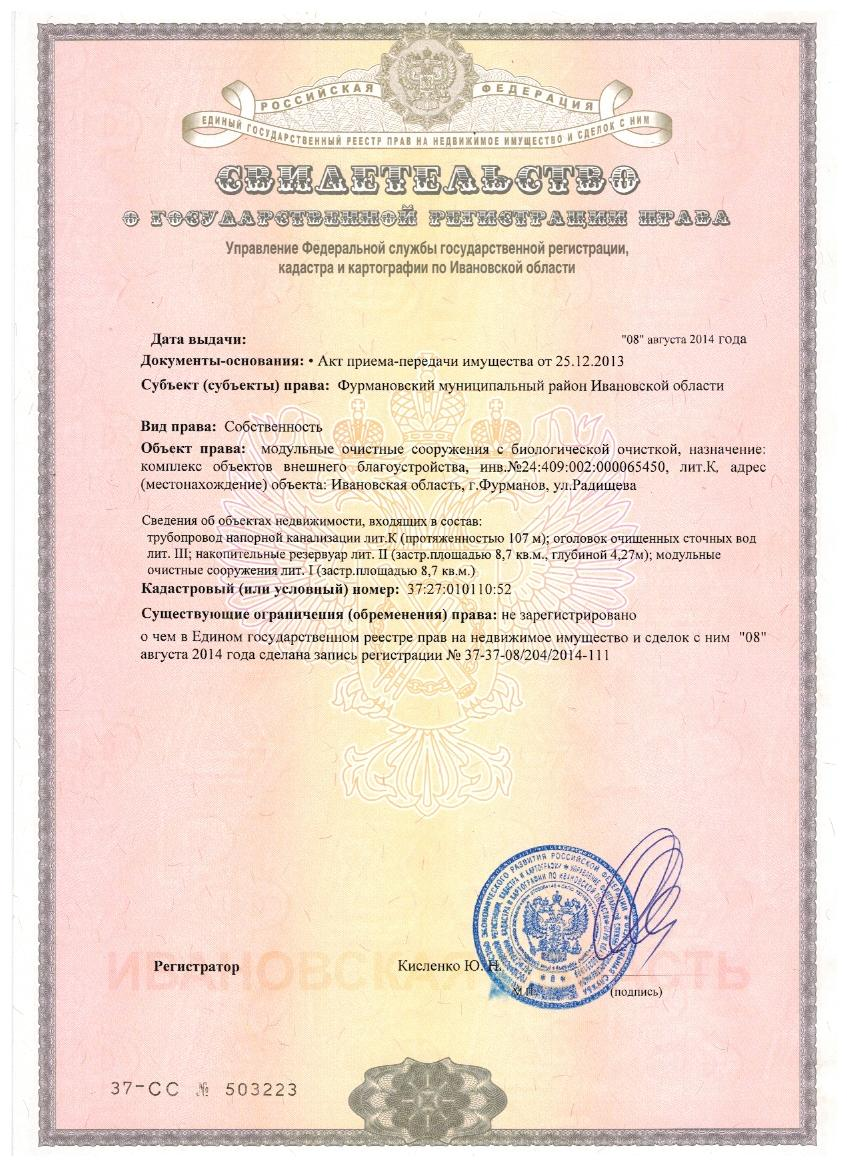 РОССИЙСКАЯ ФЕДЕРАЦИЯ
ЕДИНЫЙ ГОСУДАРСТВЕННЫЙ РЕЕСТР ПРАВ НА НЕДВИЖИМОЕ ИМУЩЕСТВО И СДЕЛОК С НИМ
СВИДЕТЕЛЬСТВО
О ГОСУДАРСТВЕННОЙ РЕГИСТРАЦИИ ПРАВА
Управление Федеральной службы государственной регистрации,
кадастра и картографии по Ивановской области
Дата выдачи: "08" августа 2014 года
Документы-основания: • Акт приема-передачи имущества от 25.12.2013
Субъект (субъекты) права: Фурмановский муниципальный район Ивановской области
Вид права: Собственность
Объект права: модульные очистные сооружения с биологической очисткой, назначение:
комплекс объектов внешнего благоустройства, инв.№24:409:002:000065450, лит.К, адрес
(местонахождение) объекта: Ивановская область, г.Фурманов, ул.Радищева
Сведения об объектах недвижимости, входящих в состав:
трубопровод напорной канализации лит.К (протяженностью 107 м); оголовок очищенных сточных вод
лит. III; накопительные резервуар лит. II (застр.площадью 8,7 кв.м., глубиной 4,27м); модульные
очистные сооружения лит. I (застр.площадью 8,7 кв.м.)
Кадастровый (или условный) номер: 37:27:010110:52
Существующие ограничения (обременения) права: не зарегистрировано
о чем в Едином государственном реестре прав на недвижимое имущество и сделок с ним "08"
августа 2014 года сделана запись регистрации № 37-37-08/204/2014-111
ИВАНОВСКАЯ ОБЛАСТЬ
Регистратор Кисленко Ю. Н.
М.П. (подпись)
37-СС № 503223